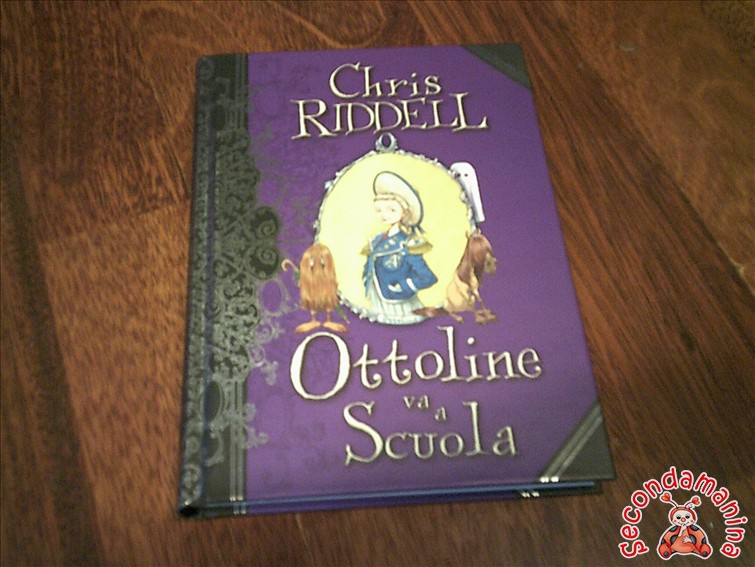 Chris
RIDDELL
Ottoline
va a
Scuola
secondamanina